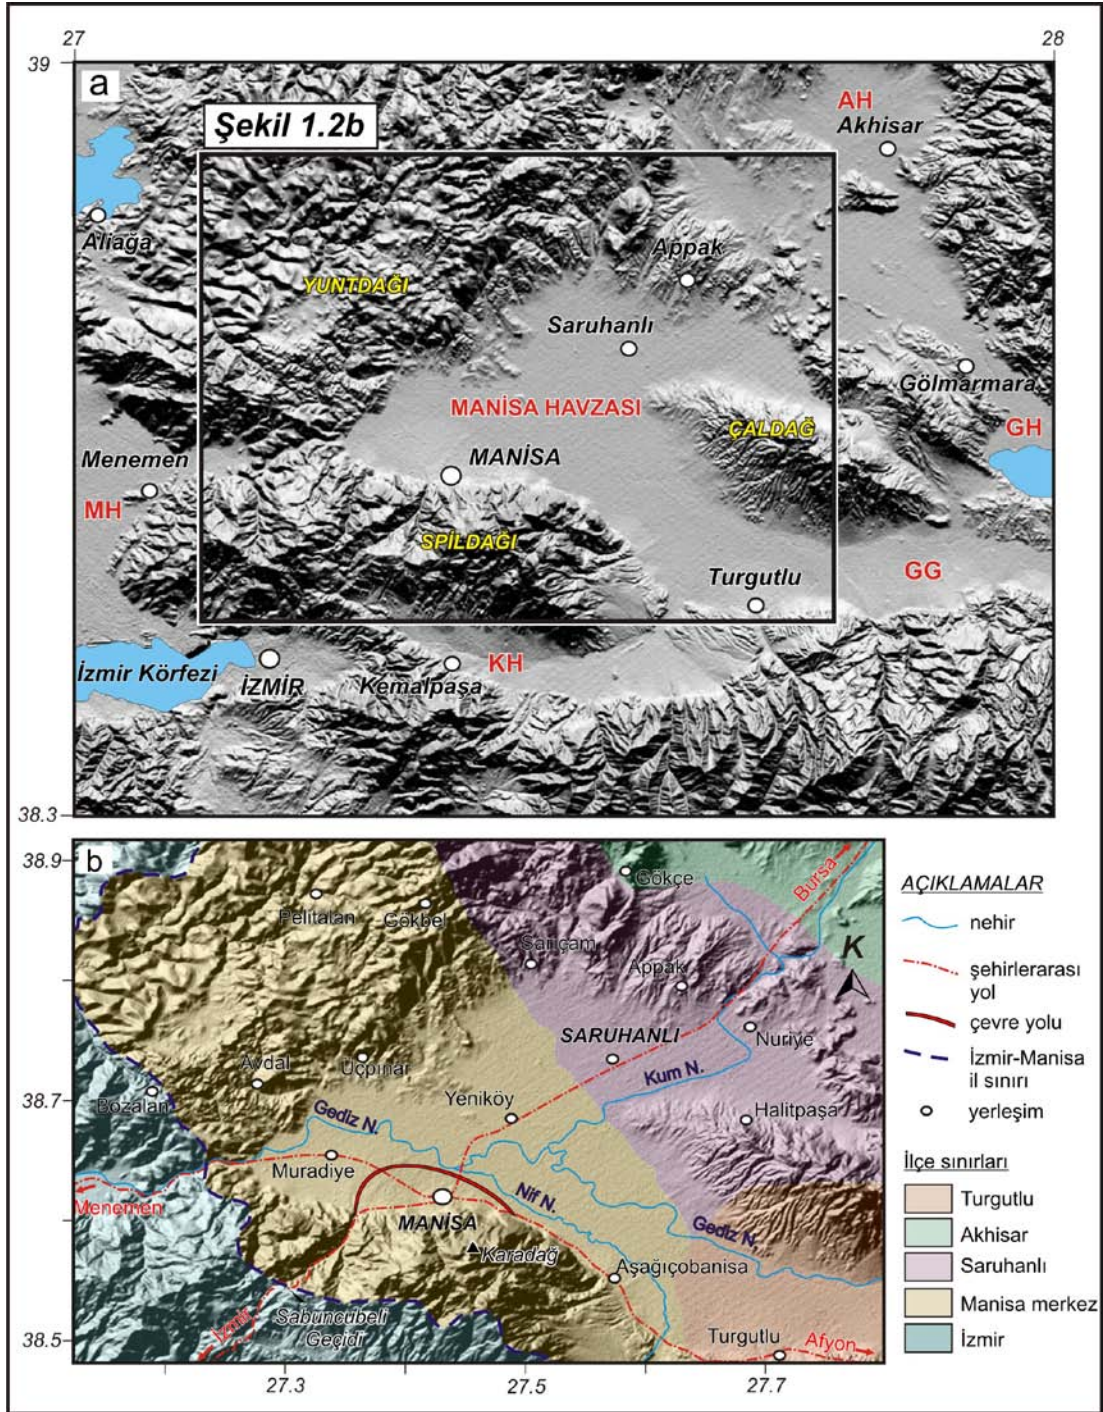 27
28
39
a
Şekil 1.2b
AH
Akhisar
Aliağa
Appak
YUNTDAĞI
Saruhanlı
Gölmarmara
MANİSA HAVZASI
ÇALDAĞ
GH
Menemen
MANİSA
MH
SPİLDAĞI
GG
Turgutlu
İzmir Körfezi
İZMİR
KH
Kemalpaşa
38.3
38.9
b
Gökçe
Bursa
Pelitalan
Gökbel
Sarıçam
Appak
K
SARUHANLI
Nuriye
Avdal
Üçpınar
Kum N.
Bozalan
38.7
Yeniköy
Halitpaşa
Gediz N.
Muradiye
Menemen
Nif N.
MANİSA
Gediz N.
Karadağ
Aşağıçobanisa
Sabuncubeli
Geçidi
İzmir
38.5
Turgutlu
Afyon
27.3
27.5
27.7
AÇIKLAMALAR
nehir
şehirlerarası
yol
çevre yolu
İzmir-Manisa
il sınırı
yerleşim
İlçe sınırları
Turgutlu
Akhisar
Saruhanlı
Manisa merkez
İzmir